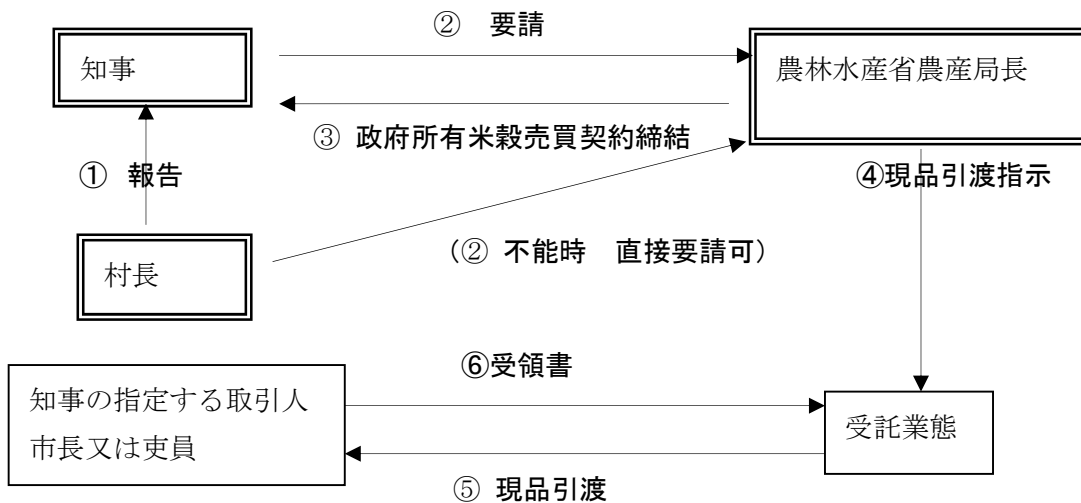 ② 要請
知事
農林水産省農産局長
③ 政府所有米穀売買契約締結
① 報告
④現品引渡指示
(② 不能時 直接要請可)
村長
⑥受領書
知事の指定する取引人
市長又は吏員
受託業態
⑤ 現品引渡